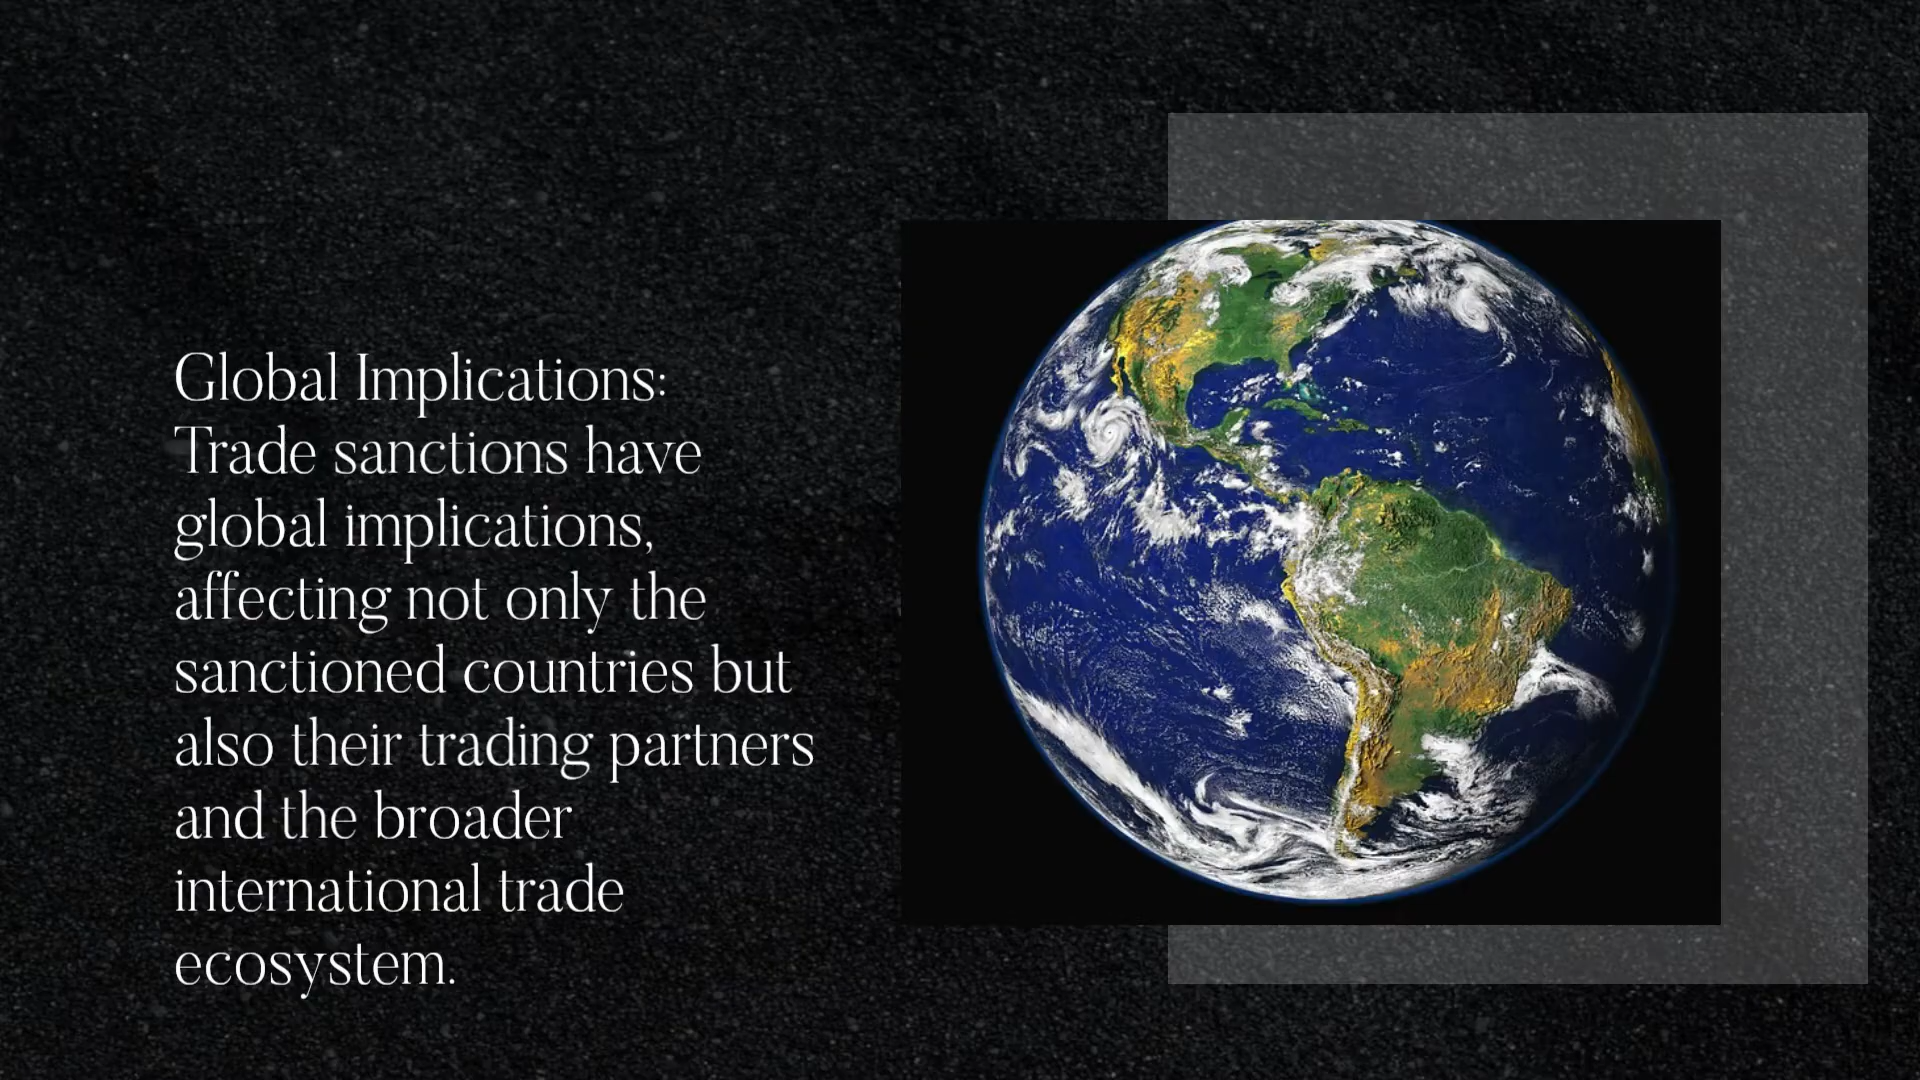 Global Implications:
Trade sanctions have
global implications,
affecting not only the
sanctioned countries but
also their trading partners
and the broader
international trade
ecosystem.